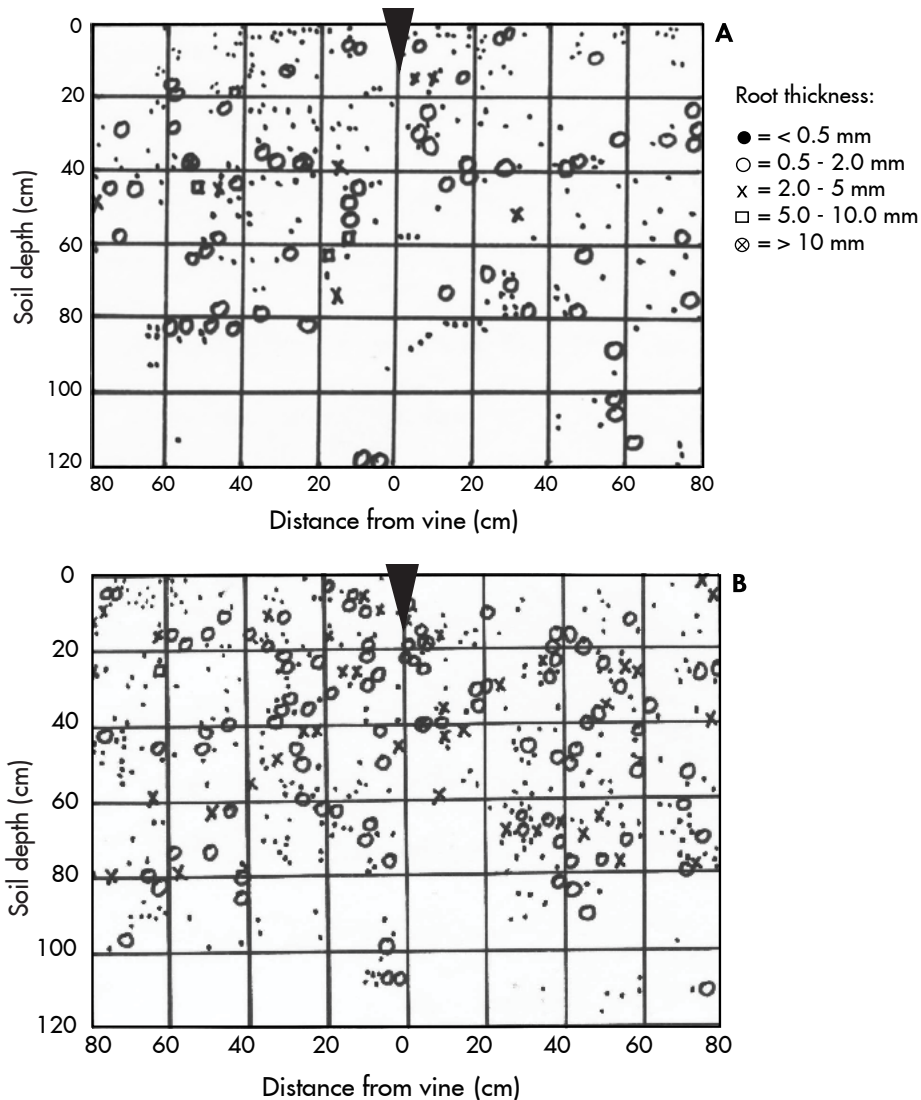 A
0
20
40
60
80
100
120
Soil depth (cm)
80 60 40 20 0 20 40 60 80
Distance from vine (cm)
Root thickness:
● = < 0.5 mm
○ = 0.5 - 2.0 mm
x = 2.0 - 5 mm
□ = 5.0 - 10.0 mm
⊗ = > 10 mm
B
0
20
40
60
80
100
120
Soil depth (cm)
80 60 40 20 0 20 40 60 80
Distance from vine (cm)